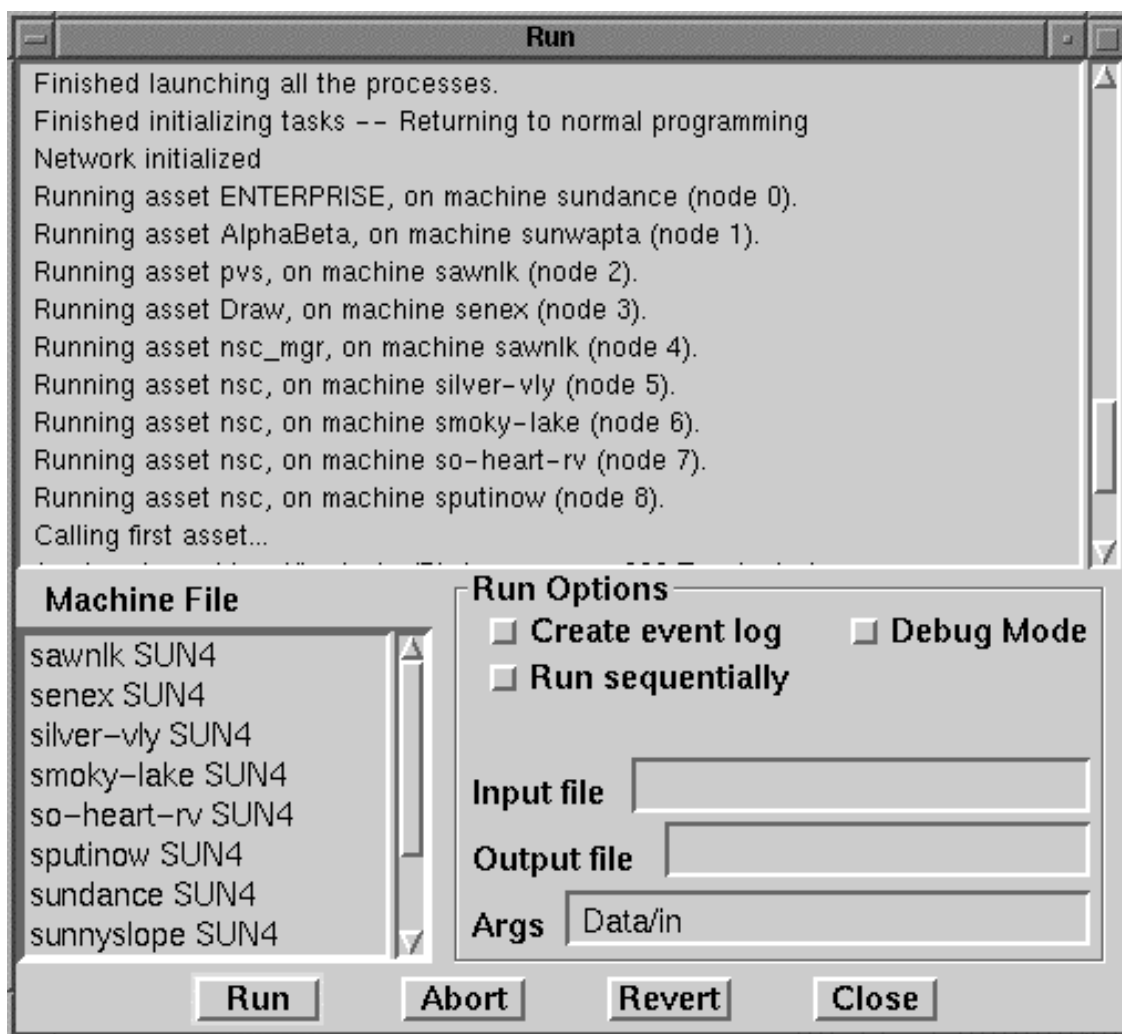 Run
Finished launching all the processes.
Finished initializing tasks -- Returning to normal programming
Network initialized
Running asset ENTERPRISE, on machine sundance (node 0).
Running asset AlphaBeta, on machine sunwapta (node 1).
Running asset pvs, on machine sawnlk (node 2).
Running asset Draw, on machine senex (node 3).
Running asset nsc_mgr, on machine sawnlk (node 4).
Running asset nsc, on machine silver-vly (node 5).
Running asset nsc, on machine smoky-lake (node 6).
Running asset nsc, on machine so-heart-rv (node 7).
Running asset nsc, on machine sputinow (node 8).
Calling first asset...
Machine File
sawnlk SUN4
senex SUN4
silver-vly SUN4
smoky-lake SUN4
so-heart-rv SUN4
sputinow SUN4
sundance SUN4
sunnyslope SUN4
Run Options
Create event log Debug Mode
Run sequentially
Input file
Output file
Args Data/in
Run Abort Revert Close